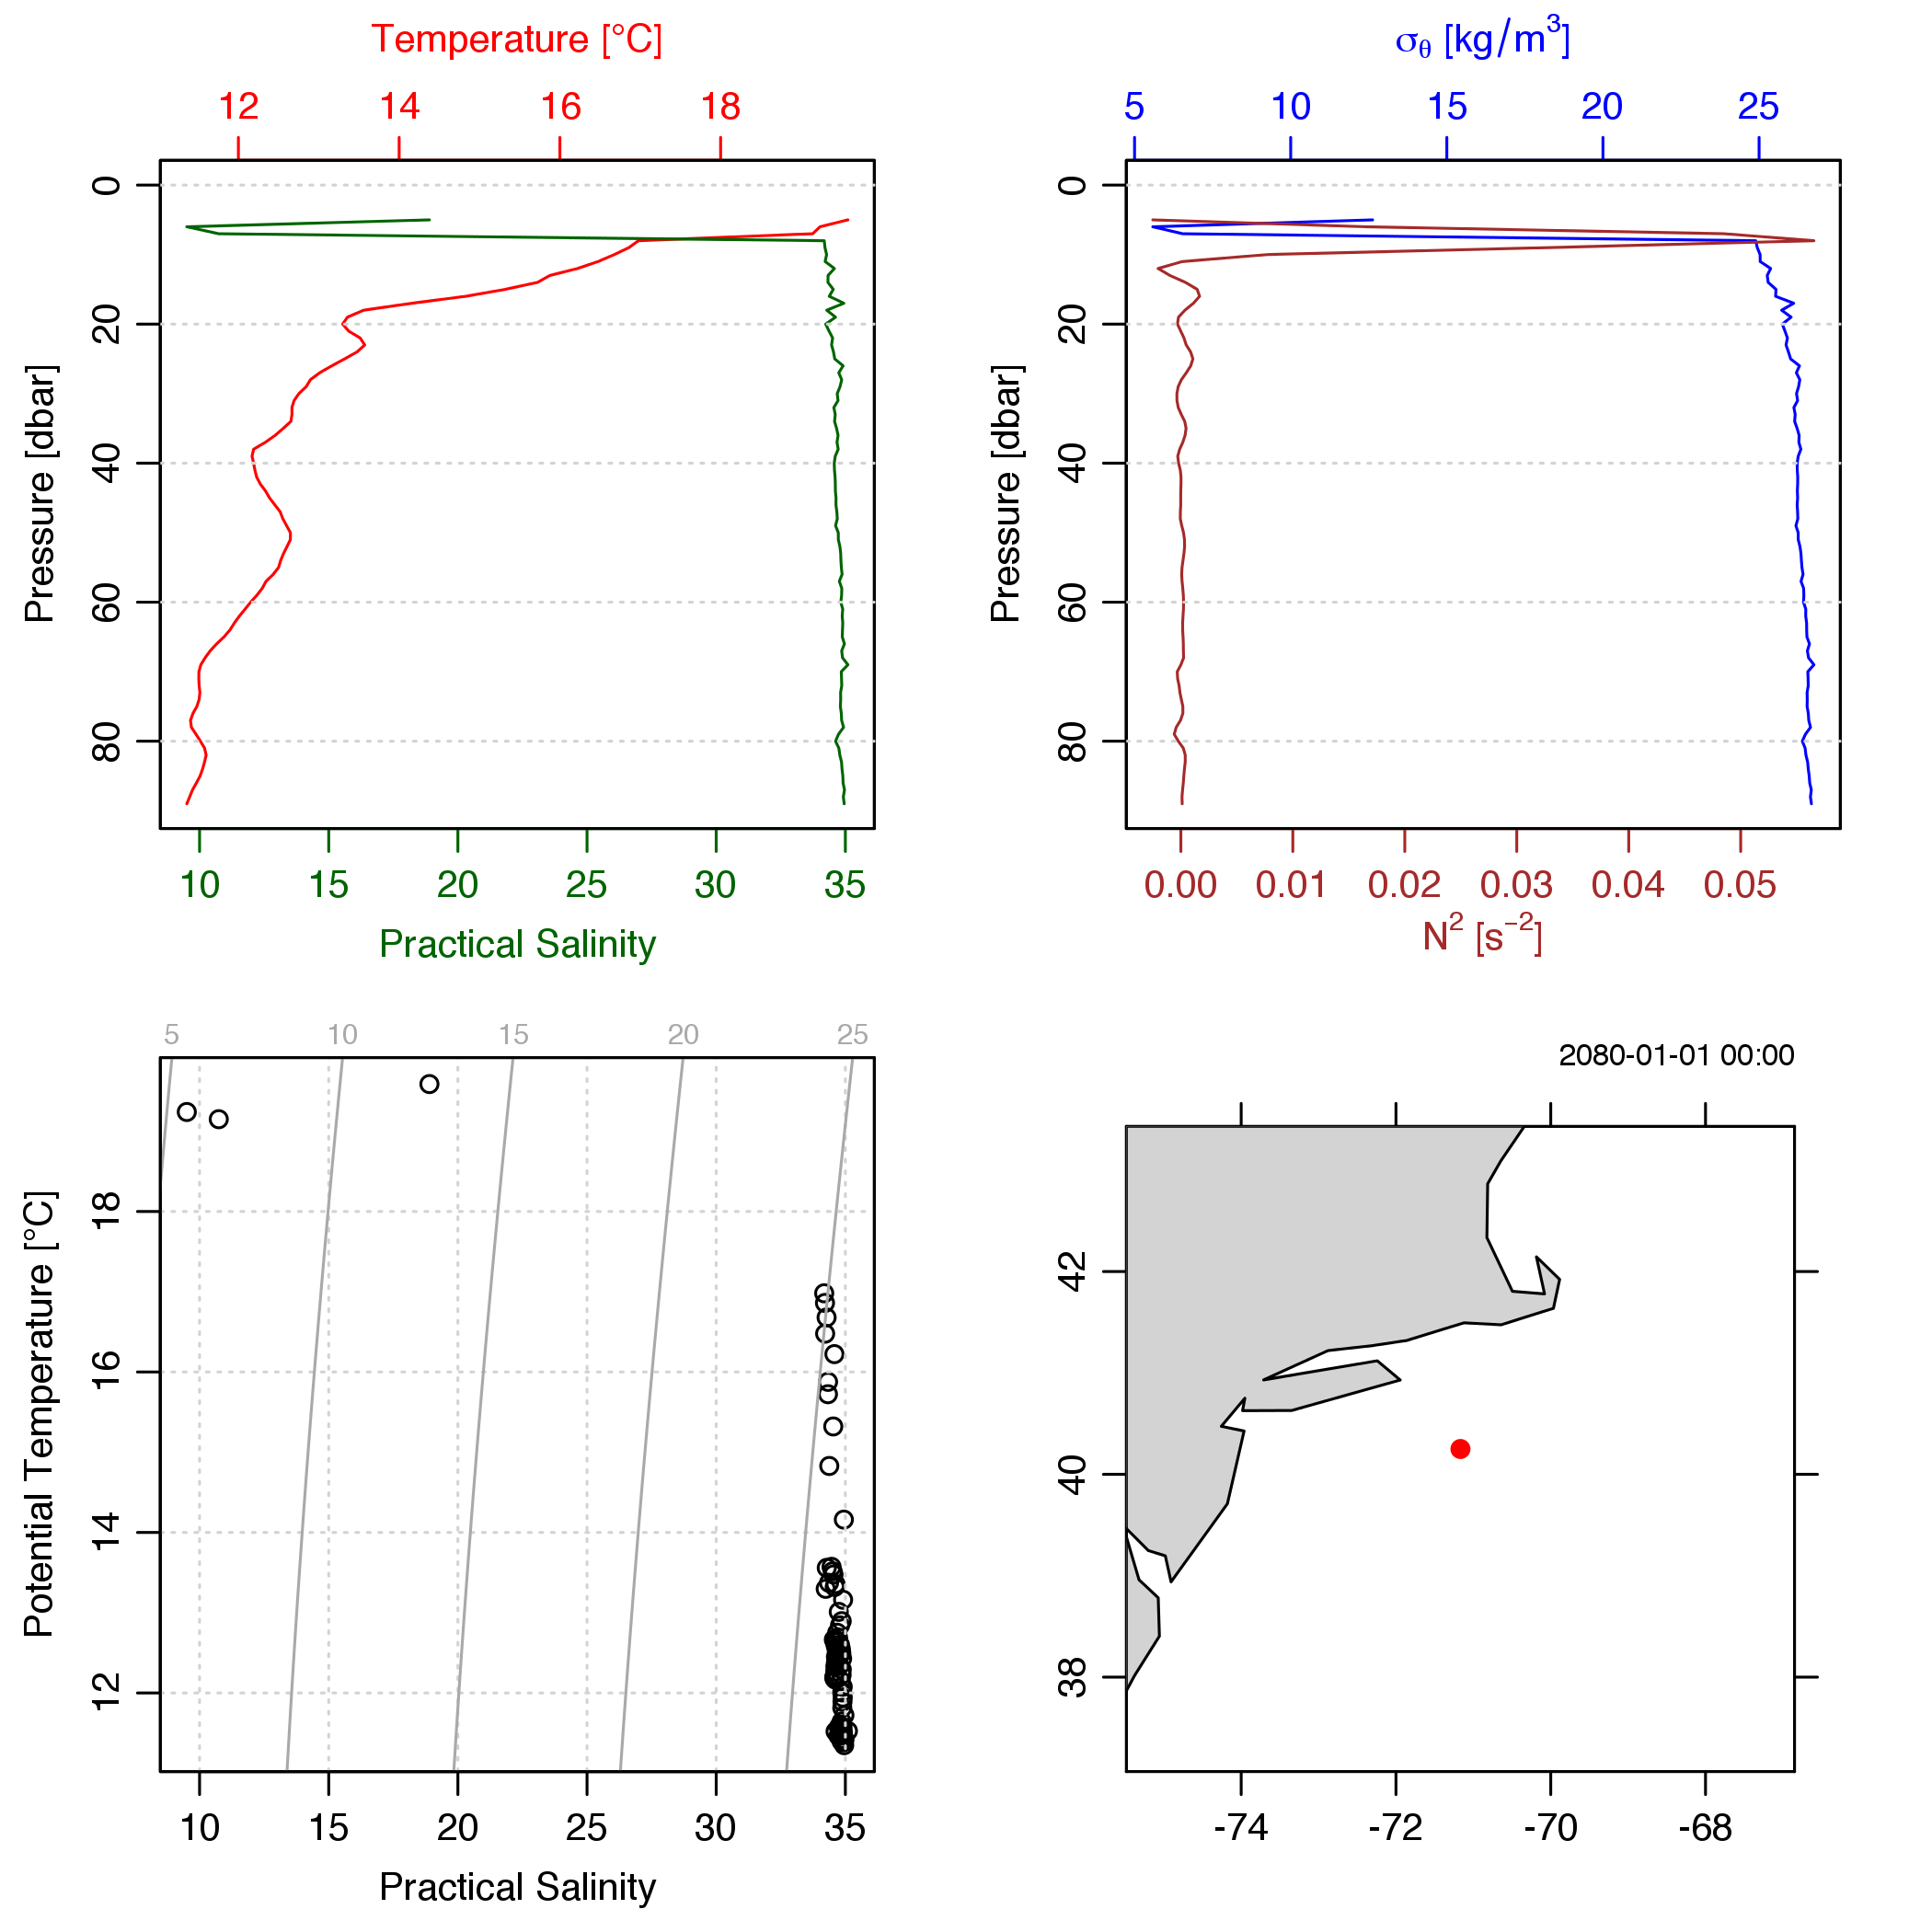 Temperature [°C]
12 14 16 18
0
20
40
60
80
Pressure [dbar]
10 15 20 25 30 35
Practical Salinity
σθ [kg/m³]
5 10 15 20 25
0
20
40
60
80
Pressure [dbar]
0.00 0.01 0.02 0.03 0.04 0.05
N² [s⁻²]
5 10 15 20 25
18
16
14
12
Potential Temperature [°C]
10 15 20 25 30 35
Practical Salinity
2080-01-01 00:00
42
40
38
-74 -72 -70 -68